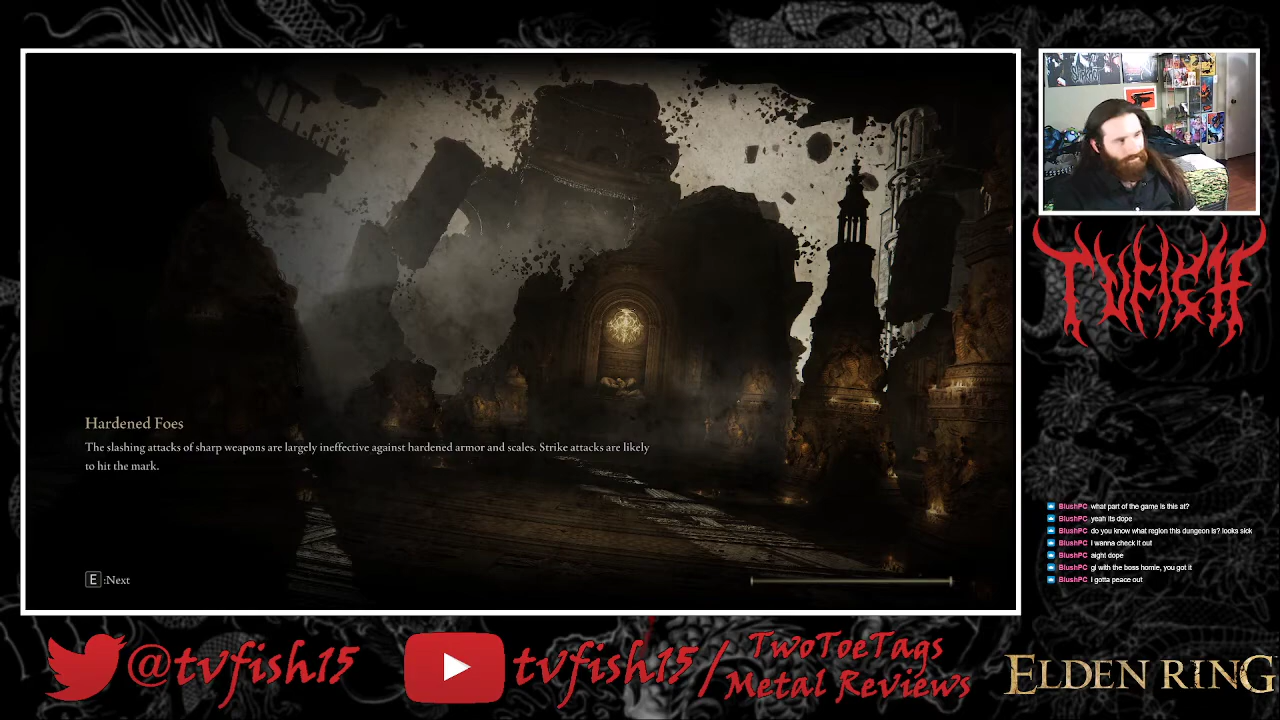 Hardened Foes
The slashing attacks of sharp weapons are largely ineffective against hardened armor and scales. Strike attacks are likely
to hit the mark.
E :Next
TVFISH
BlushPC what part of the game is this at?
BlushPC yeah its dope
BlushPC do you know what region this dungeon is? looks sick
BlushPC I wanna check it out
BlushPC aight dope
BlushPC gl with the boss homie, you got it
BlushPC I gotta peace out
@tvfish15
tvfish15 / TwoToeTags
Metal Reviews
ELDEN RING